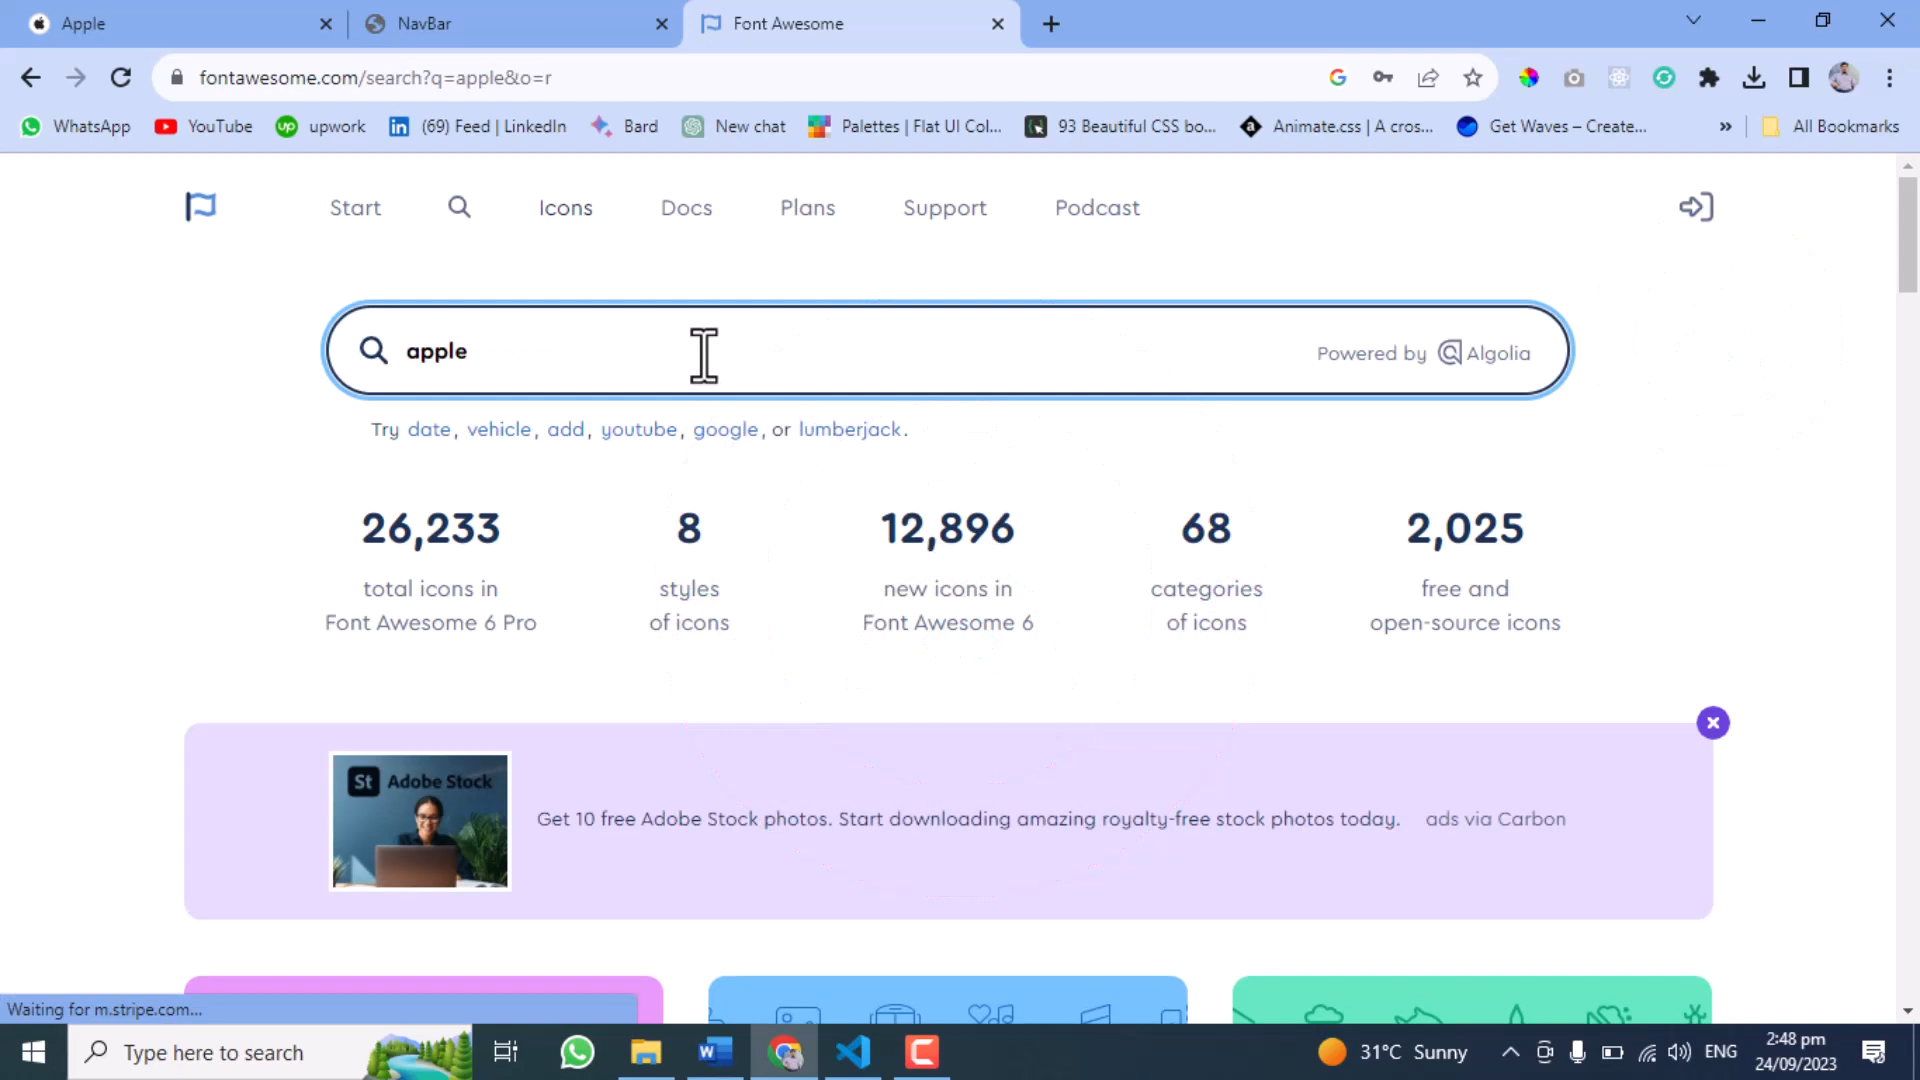 Apple
NavBar
Font Awesome
fontawesome.com/search?q=apple&o=r
WhatsApp
YouTube
up upwork
in (69) Feed | LinkedIn
Bard
New chat
Palettes | Flat UI Col...
93 Beautiful CSS bo...
a Animate.css | A cros...
Get Waves – Create...
»
All Bookmarks
Start
Icons
Docs
Plans
Support
Podcast
apple
Powered by Algolia
Try date, vehicle, add, youtube, google, or lumberjack.
26,233
8
12,896
68
2,025
total icons in
Font Awesome 6 Pro
styles
of icons
new icons in
Font Awesome 6
categories
of icons
free and
open-source icons
St Adobe Stock
Get 10 free Adobe Stock photos. Start downloading amazing royalty-free stock photos today.
ads via Carbon
Waiting for m.stripe.com...
Type here to search
31°C Sunny
ENG
2:48 pm
24/09/2023